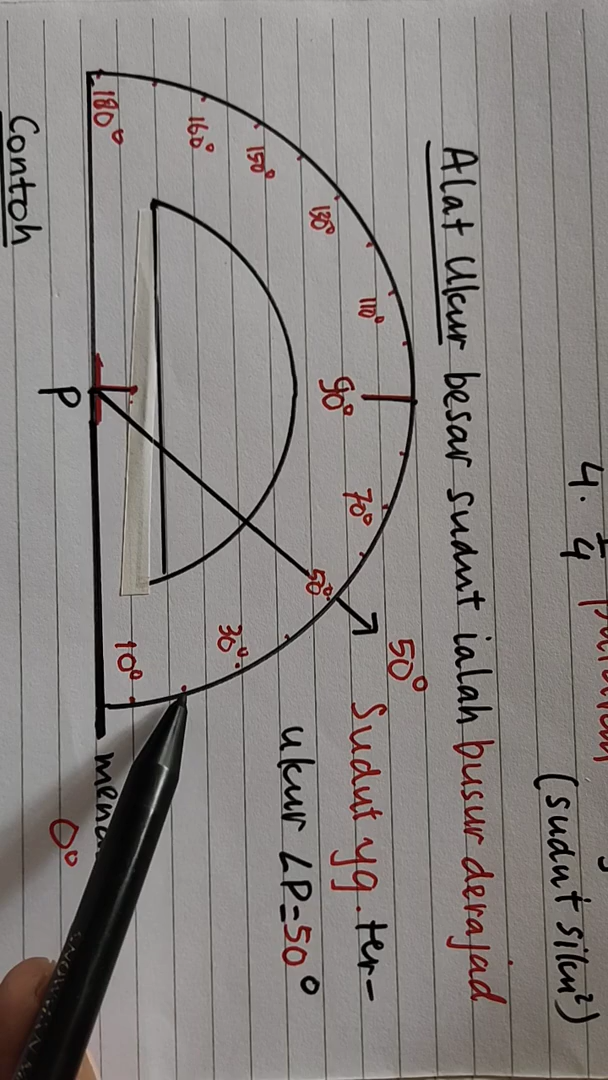 4. 1/4
(sudut siku²)
Alat Ukur besar sudut ialah busur derajad
180°
160°
150°
130°
110°
90°
70°
50°
30°
10°
0°
50°
Sudut yg. ter-
ukur ∠P=50°
P
Contoh